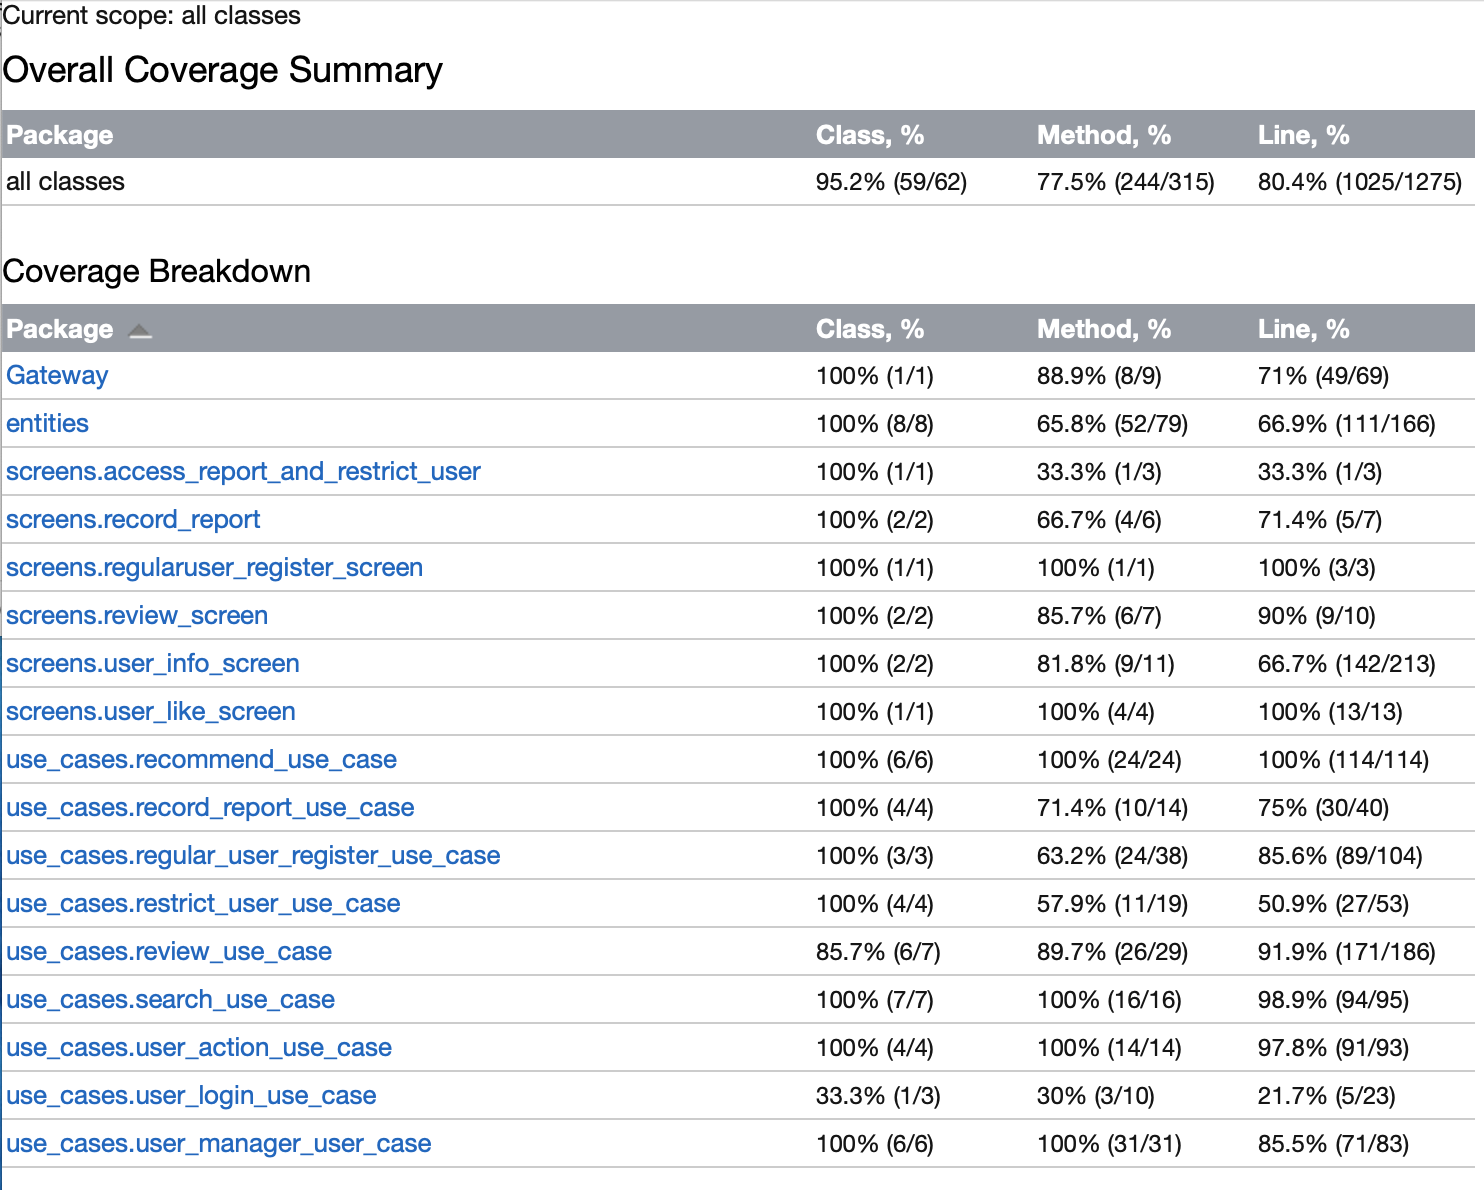 Current scope: all classes
Overall Coverage Summary
Package Class, % Method, % Line, %
all classes 95.2% (59/62) 77.5% (244/315) 80.4% (1025/1275)
Coverage Breakdown
Package Class, % Method, % Line, %
Gateway 100% (1/1) 88.9% (8/9) 71% (49/69)
entities 100% (8/8) 65.8% (52/79) 66.9% (111/166)
screens.access_report_and_restrict_user 100% (1/1) 33.3% (1/3) 33.3% (1/3)
screens.record_report 100% (2/2) 66.7% (4/6) 71.4% (5/7)
screens.regularuser_register_screen 100% (1/1) 100% (1/1) 100% (3/3)
screens.review_screen 100% (2/2) 85.7% (6/7) 90% (9/10)
screens.user_info_screen 100% (2/2) 81.8% (9/11) 66.7% (142/213)
screens.user_like_screen 100% (1/1) 100% (4/4) 100% (13/13)
use_cases.recommend_use_case 100% (6/6) 100% (24/24) 100% (114/114)
use_cases.record_report_use_case 100% (4/4) 71.4% (10/14) 75% (30/40)
use_cases.regular_user_register_use_case 100% (3/3) 63.2% (24/38) 85.6% (89/104)
use_cases.restrict_user_use_case 100% (4/4) 57.9% (11/19) 50.9% (27/53)
use_cases.review_use_case 85.7% (6/7) 89.7% (26/29) 91.9% (171/186)
use_cases.search_use_case 100% (7/7) 100% (16/16) 98.9% (94/95)
use_cases.user_action_use_case 100% (4/4) 100% (14/14) 97.8% (91/93)
use_cases.user_login_use_case 33.3% (1/3) 30% (3/10) 21.7% (5/23)
use_cases.user_manager_user_case 100% (6/6) 100% (31/31) 85.5% (71/83)